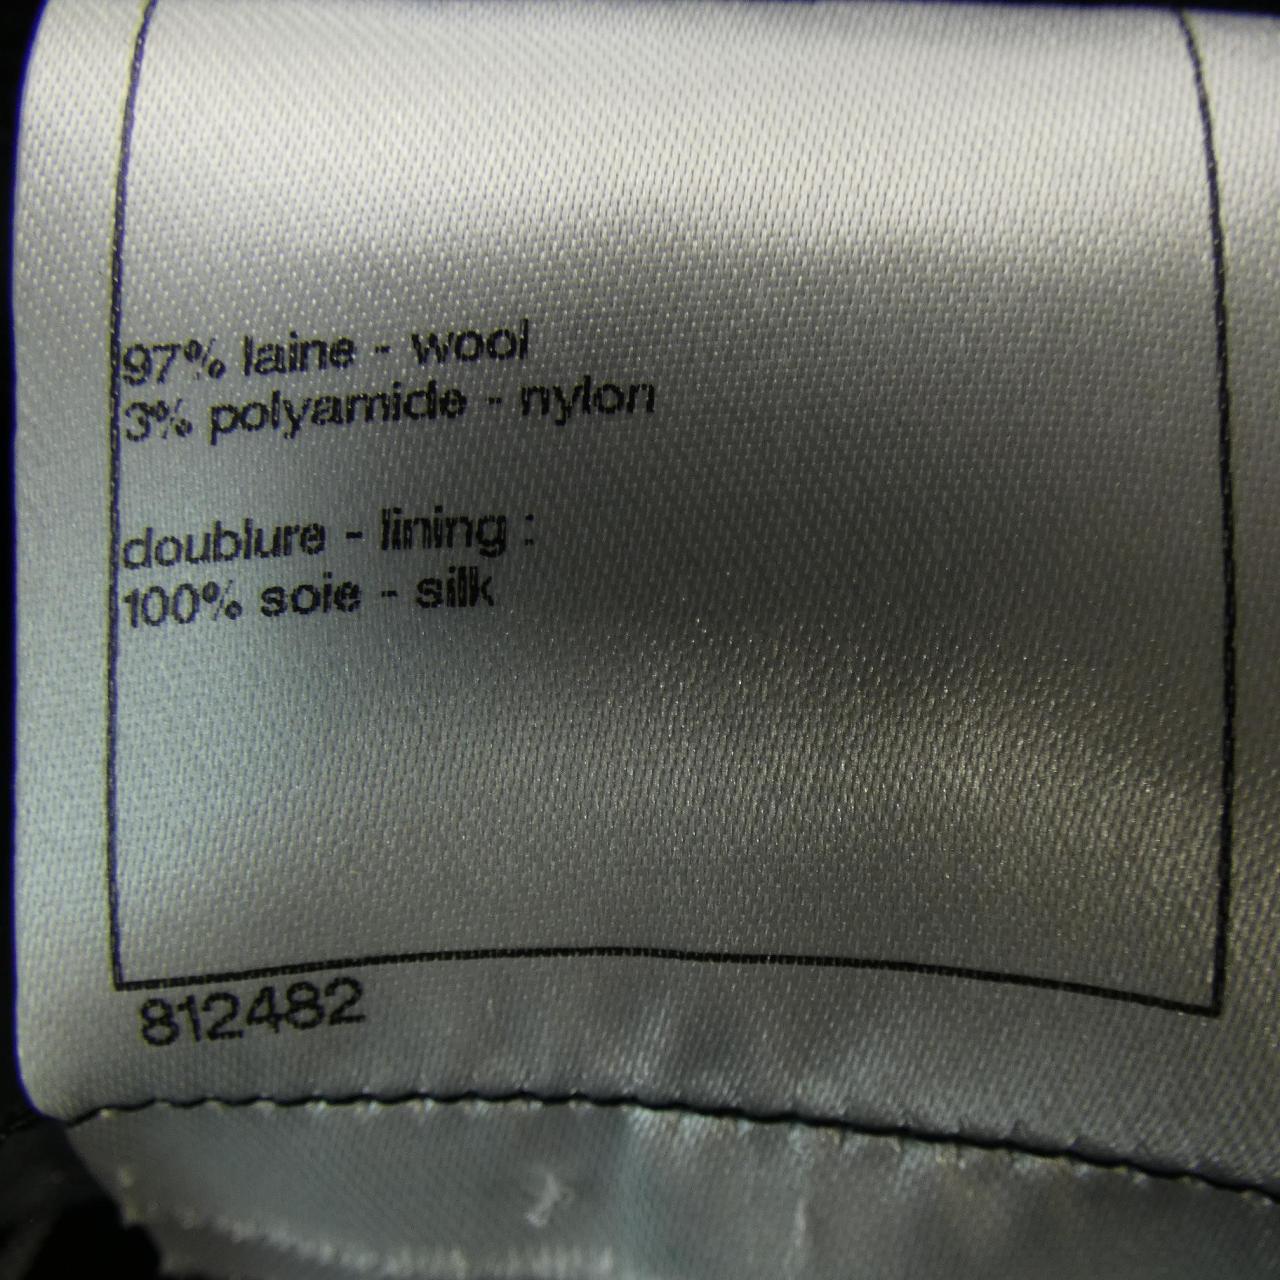 97% laine - wool
3% polyamide - nylon
doublure - lining :
100% soie - silk
812482